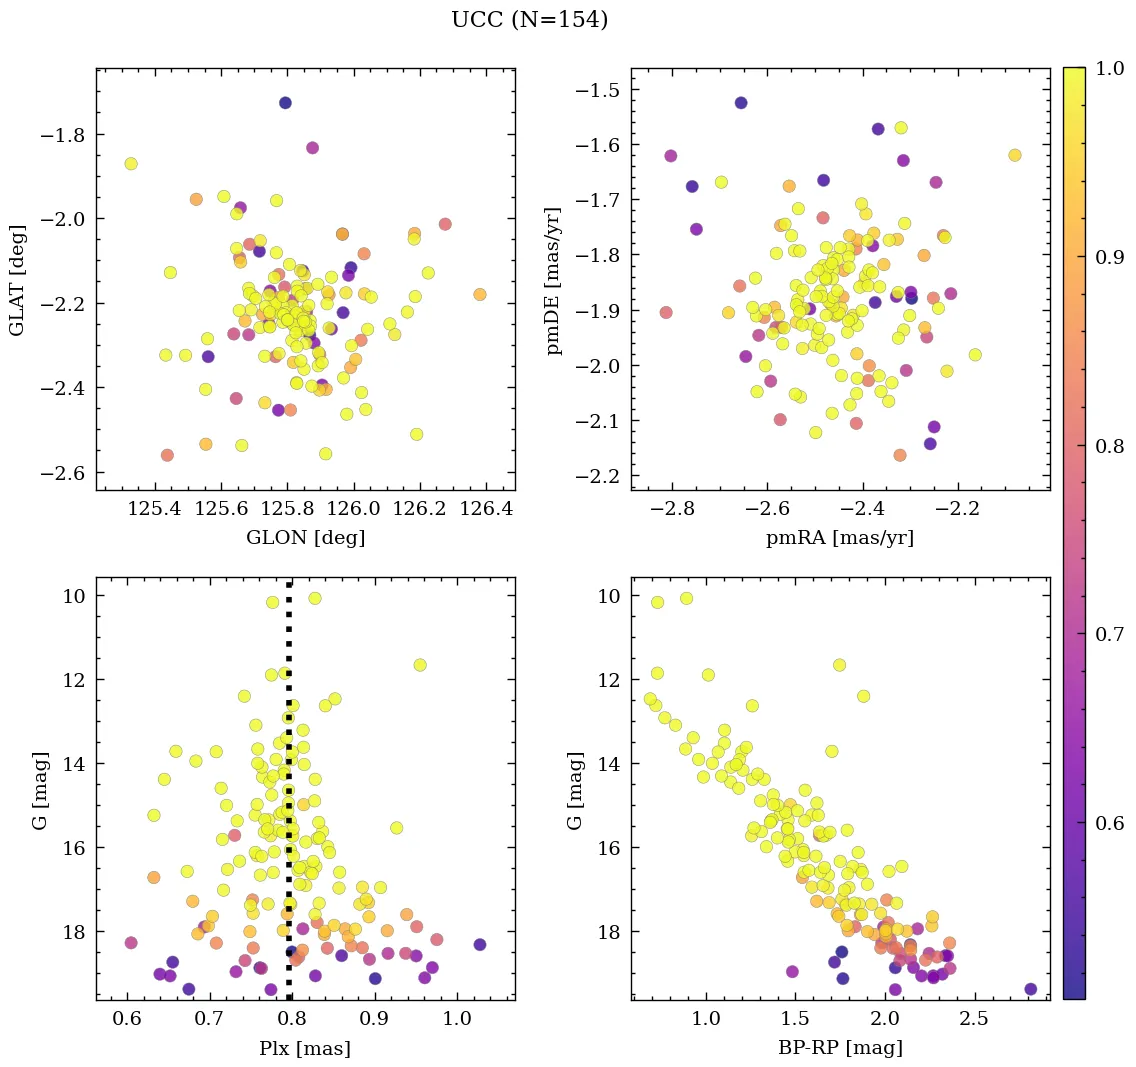 UCC (N=154)
−1.8
−2.0
−2.2
−2.4
−2.6
GLAT [deg]
125.4 125.6 125.8 126.0 126.2 126.4
GLON [deg]
−1.5
−1.6
−1.7
−1.8
−1.9
−2.0
−2.1
−2.2
pmDE [mas/yr]
−2.8 −2.6 −2.4 −2.2
pmRA [mas/yr]
1.0
0.9
0.8
0.7
0.6
10
12
14
16
18
G [mag]
0.6 0.7 0.8 0.9 1.0
Plx [mas]
10
12
14
16
18
G [mag]
1.0 1.5 2.0 2.5
BP-RP [mag]